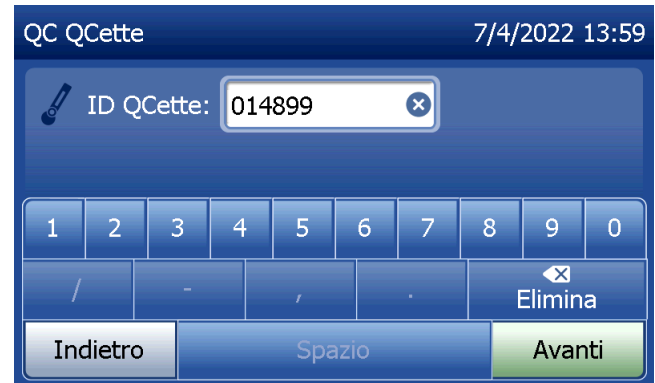 QC QCette 7/4/2022 13:59
ID QCette: 014899
1 2 3 4 5 6 7 8 9 0
/ - , . Elimina
Indietro Spazio Avanti